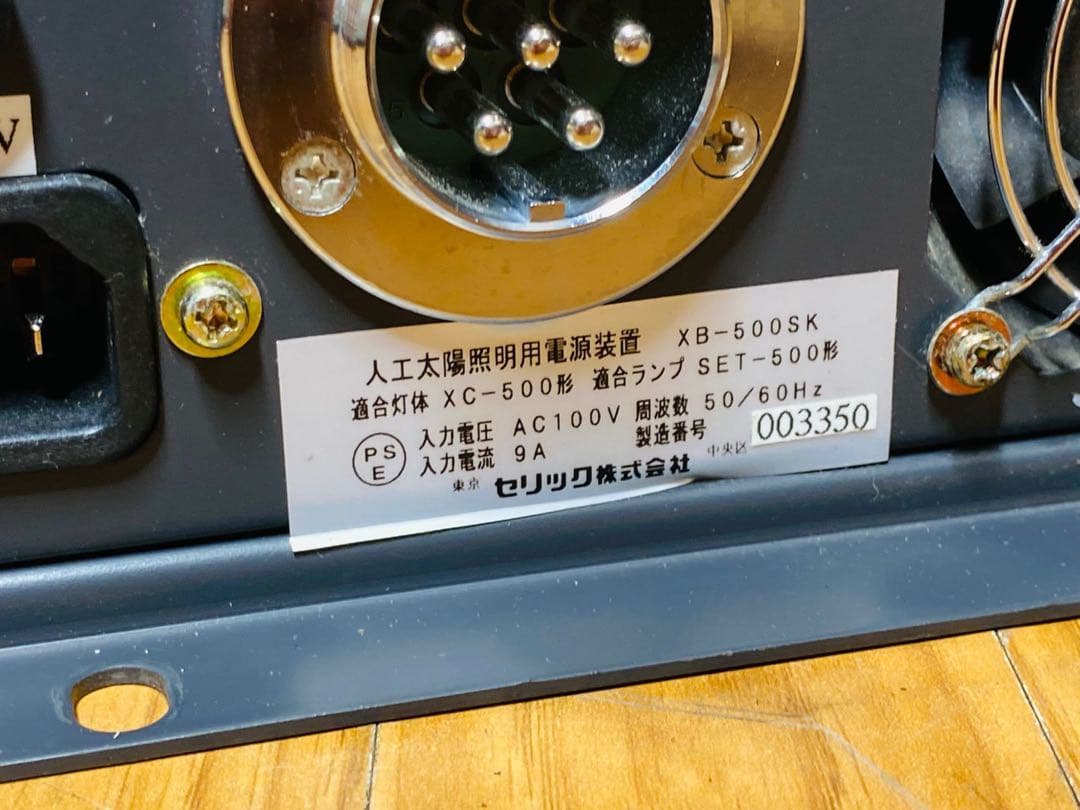 V
人工太陽照明用電源装置 XB-500SK
適合灯体 XC-500形 適合ランプ SET-500形
PSE 入力電圧 AC100V 周波数 50/60Hz
入力電流 9A 製造番号 003350
東京 セリック株式会社 中央区